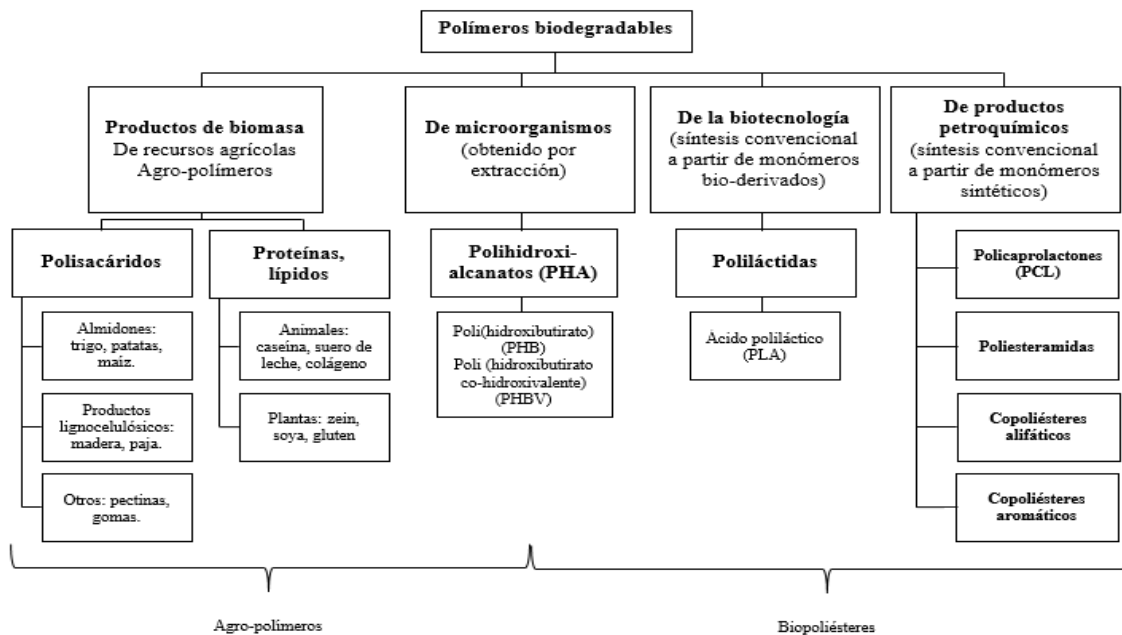 Polímeros biodegradables
Productos de biomasa
De recursos agrícolas
Agro-polímeros
De microorganismos
(obtenido por
extracción)
De la biotecnología
(síntesis convencional
a partir de monómeros
bio-derivados)
De productos
petroquímicos
(síntesis convencional
a partir de monómeros
sintéticos)
Polisacáridos
Proteínas,
lípidos
Polihidroxi-
alcanatos (PHA)
Poliláctidas
Policaprolactones
(PCL)
Almidones:
trigo, patatas,
maíz.
Animales:
caseína, suero de
leche, colágeno
Poli(hidroxibutirato)
(PHB)
Poli (hidroxibutirato
co-hidroxivalente)
(PHBV)
Ácido poliláctico
(PLA)
Poliesteramidas
Productos
lignocelulósicos:
madera, paja.
Plantas: zein,
soya, gluten
Copoliésteres
alifáticos
Otros: pectinas,
gomas.
Copoliésteres
aromáticos
Agro-polímeros
Biopoliésteres